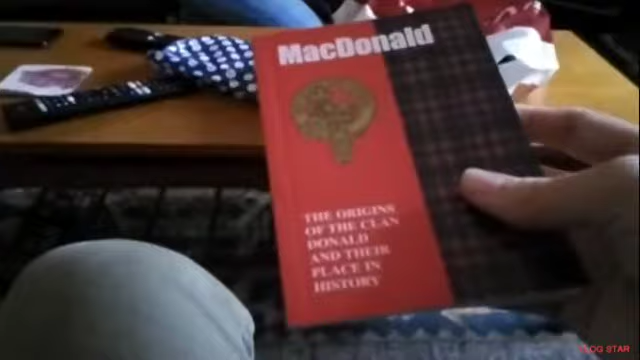 MacDonald
THE ORIGINS
OF THE CLAN
DONALD
AND THEIR
PLACE IN
HISTORY
VLOG STAR